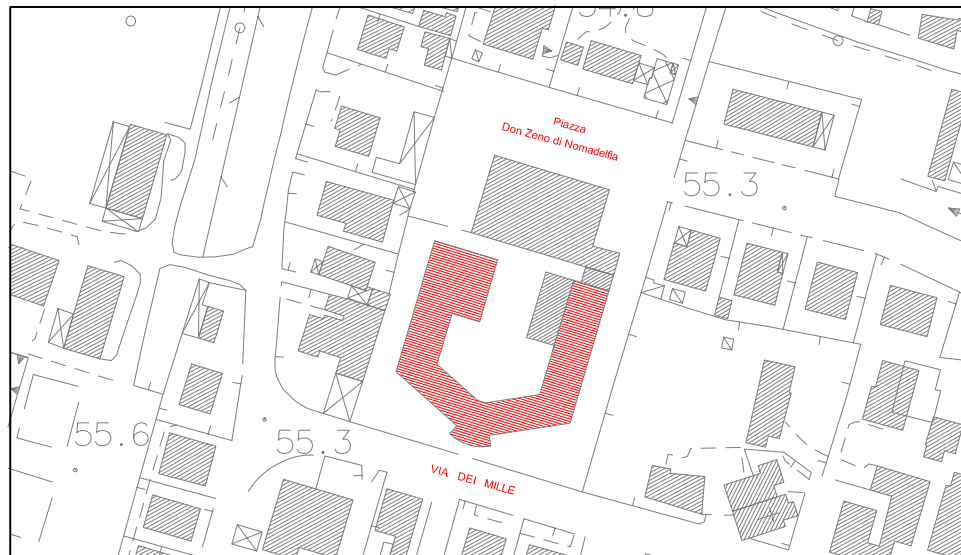 Piazza
Don Zeno di Nomadelfia
55.3
55.6
55.3
VIA DEI MILLE